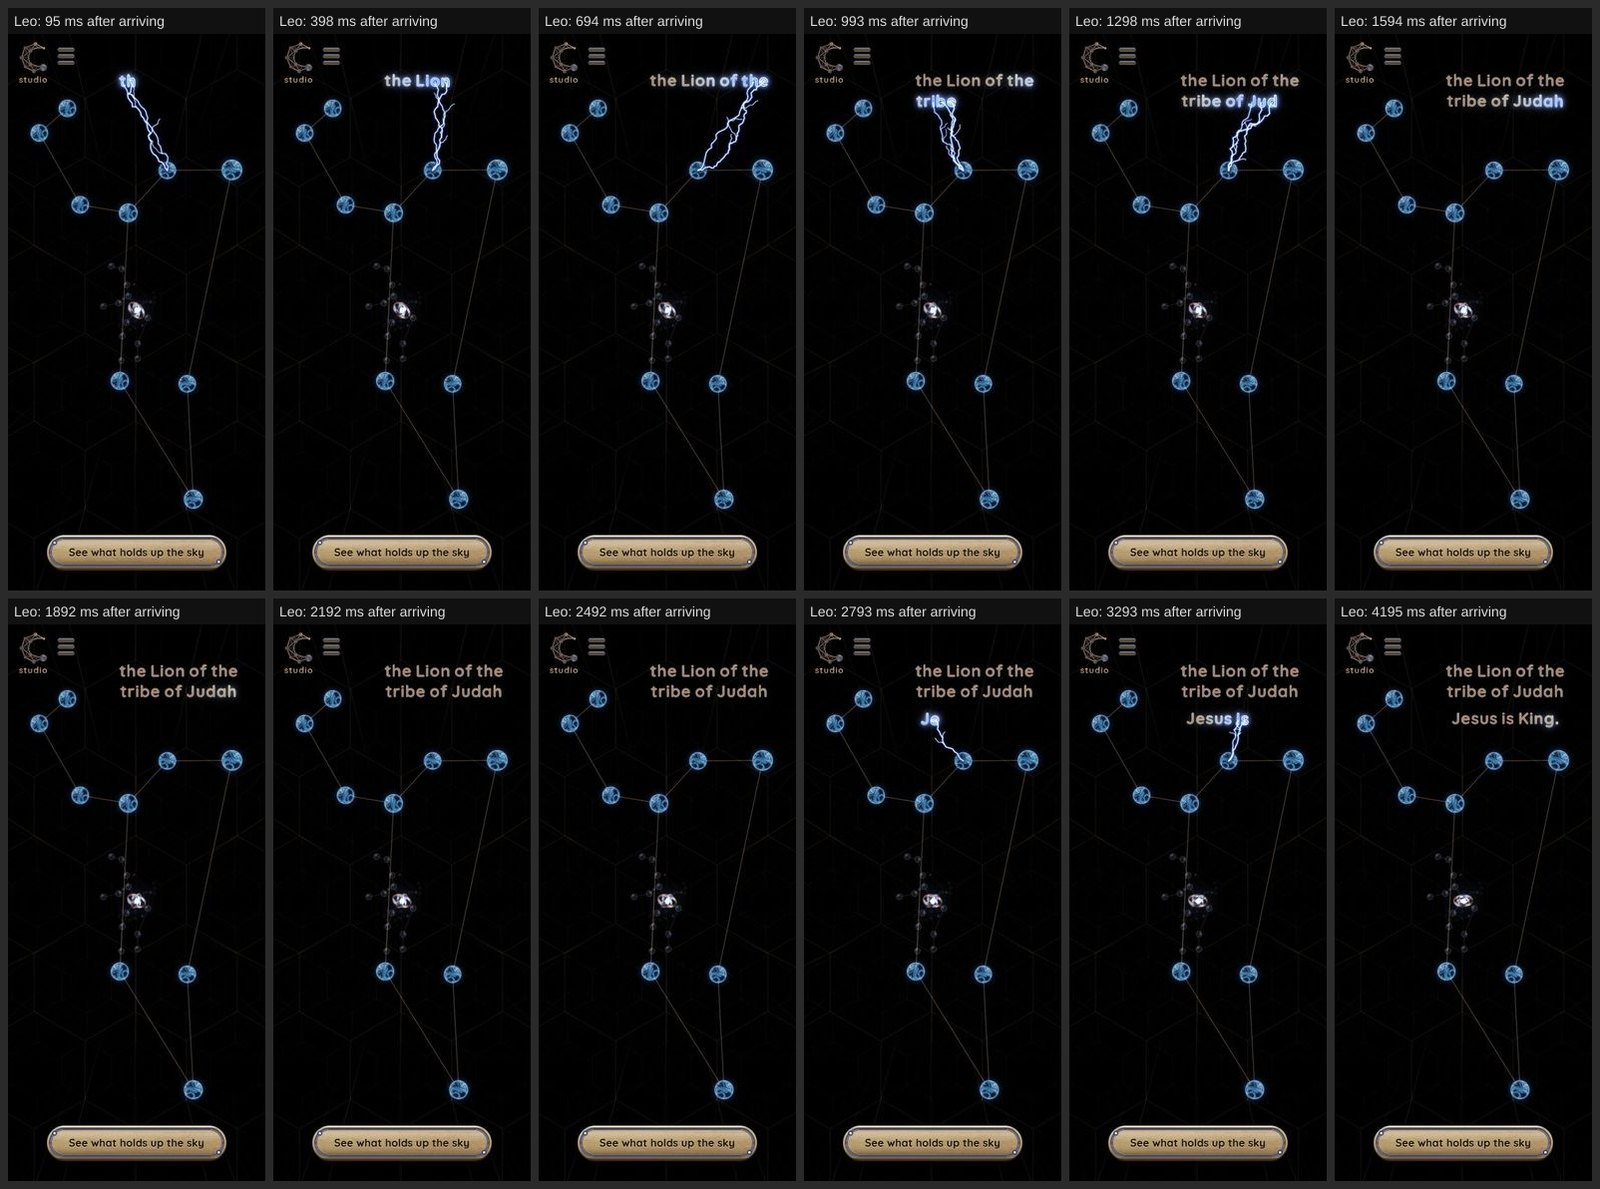 Leo: 95 ms after arriving
studio
th
See what holds up the sky
Leo: 398 ms after arriving
studio
the Lion
See what holds up the sky
Leo: 694 ms after arriving
studio
the Lion of the
See what holds up the sky
Leo: 993 ms after arriving
studio
the Lion of the
tribe
See what holds up the sky
Leo: 1298 ms after arriving
studio
the Lion of the
tribe of Jud
See what holds up the sky
Leo: 1594 ms after arriving
studio
the Lion of the
tribe of Judah
See what holds up the sky
Leo: 1892 ms after arriving
studio
the Lion of the
tribe of Judah
See what holds up the sky
Leo: 2192 ms after arriving
studio
the Lion of the
tribe of Judah
See what holds up the sky
Leo: 2492 ms after arriving
studio
the Lion of the
tribe of Judah
See what holds up the sky
Leo: 2793 ms after arriving
studio
the Lion of the
tribe of Judah
Je
See what holds up the sky
Leo: 3293 ms after arriving
studio
the Lion of the
tribe of Judah
Jesus is
See what holds up the sky
Leo: 4195 ms after arriving
studio
the Lion of the
tribe of Judah
Jesus is King.
See what holds up the sky